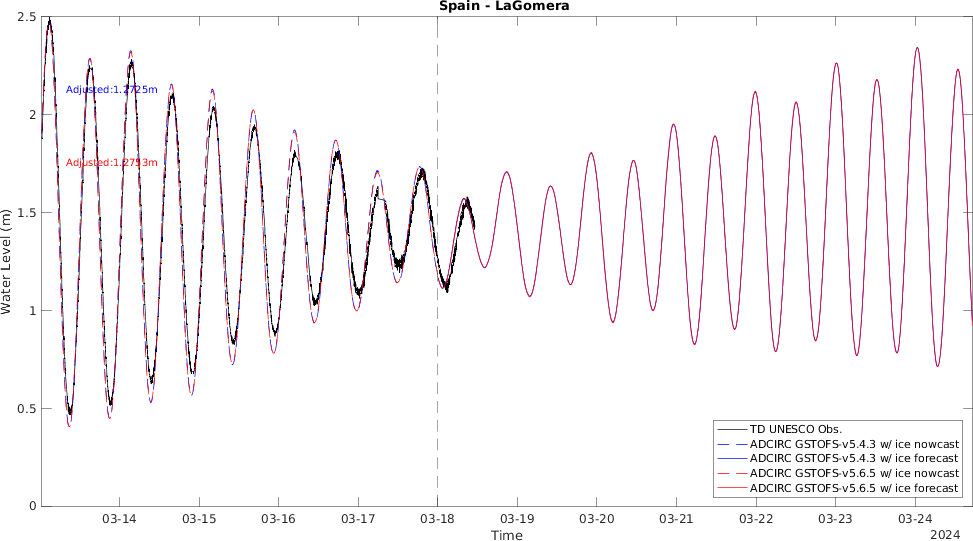 Spain - LaGomera
2.5
2
1.5
1
0.5
0
Water Level (m)
Adjusted:1.2725m
Adjusted:1.2753m
TD UNESCO Obs.
ADCIRC GSTOFS-v5.4.3 w/ ice nowcast
ADCIRC GSTOFS-v5.4.3 w/ ice forecast
ADCIRC GSTOFS-v5.6.5 w/ ice nowcast
ADCIRC GSTOFS-v5.6.5 w/ ice forecast
03-14 03-15 03-16 03-17 03-18 03-19 03-20 03-21 03-22 03-23 03-24
Time
2024